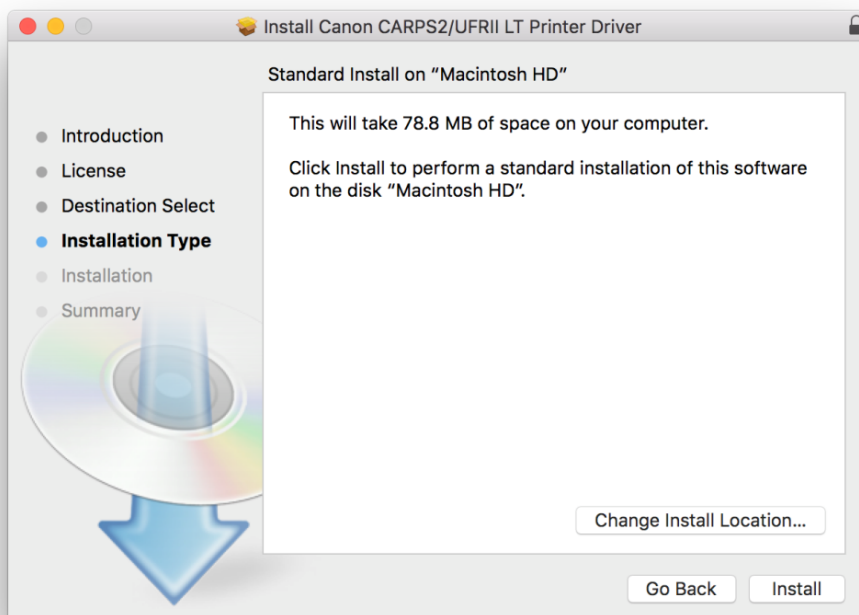 Install Canon CARPS2/UFRII LT Printer Driver
Standard Install on “Macintosh HD”
Introduction
License
Destination Select
Installation Type
Installation
Summary
This will take 78.8 MB of space on your computer.
Click Install to perform a standard installation of this software
on the disk “Macintosh HD”.
Change Install Location...
Go Back
Install